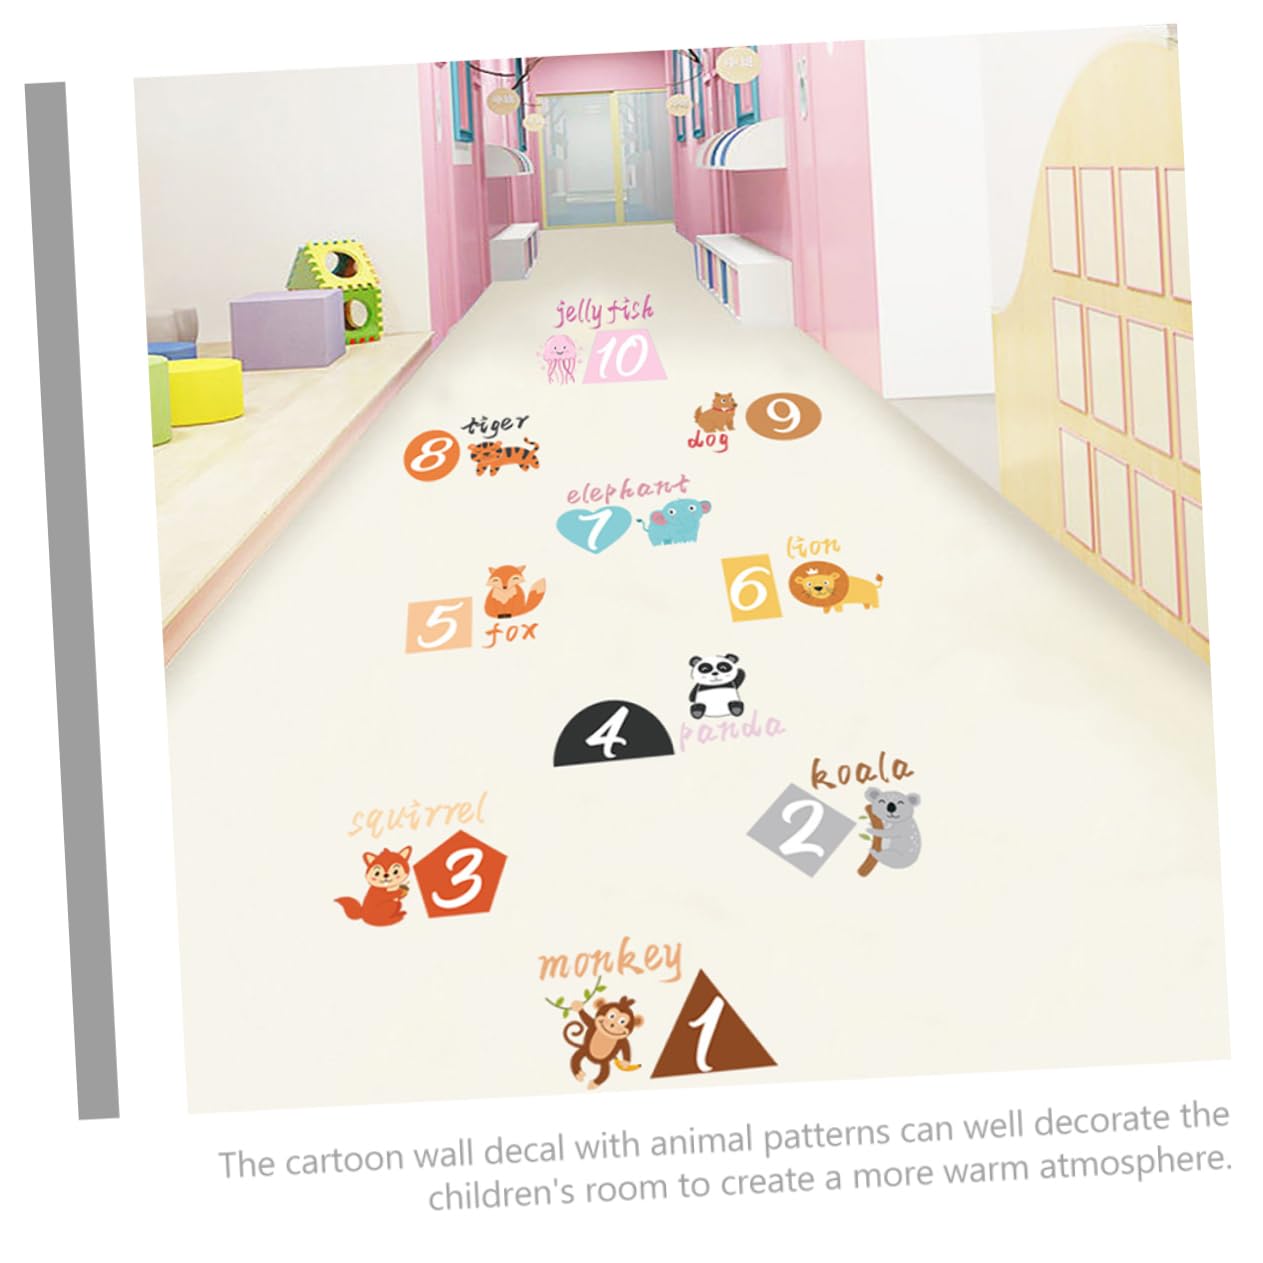 jelly fish
10
tiger
8
dog
9
elephant
7
lion
6
fox
5
panda
4
koala
2
squirrel
3
monkey
1
The cartoon wall decal with animal patterns can well decorate the
children's room to create a more warm atmosphere.